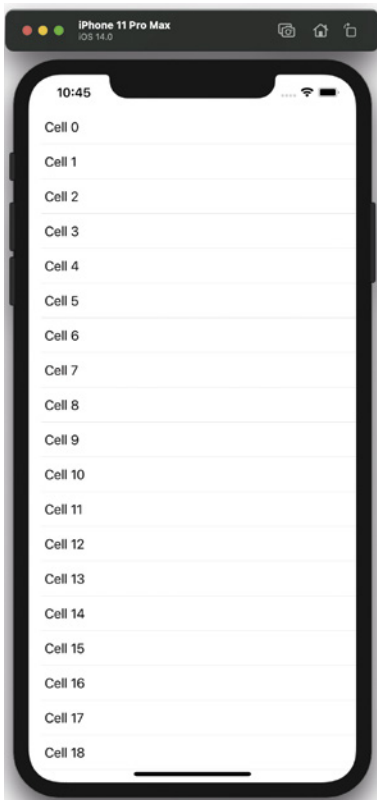 iPhone 11 Pro Max
iOS 14.0
10:45
Cell 0
Cell 1
Cell 2
Cell 3
Cell 4
Cell 5
Cell 6
Cell 7
Cell 8
Cell 9
Cell 10
Cell 11
Cell 12
Cell 13
Cell 14
Cell 15
Cell 16
Cell 17
Cell 18